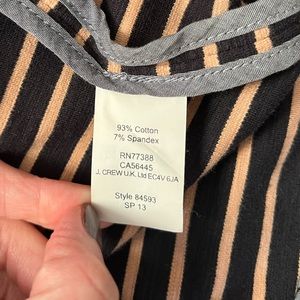 93% Cotton
7% Spandex
RN77388
CA56445
J. CREW U.K. Ltd EC4V 6JA
Style 84593
SP 13